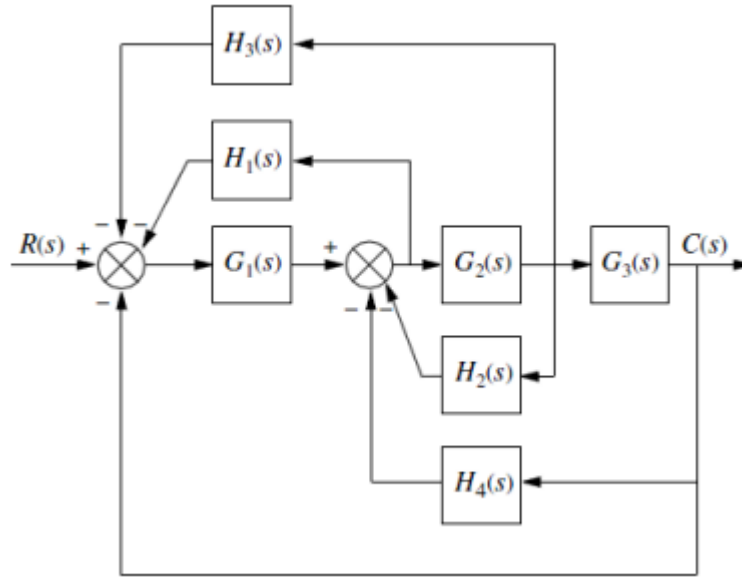 H3(s)
H1(s)
− −
R(s) + G1(s) + G2(s) G3(s) C(s)
−
− −
H2(s)
H4(s)